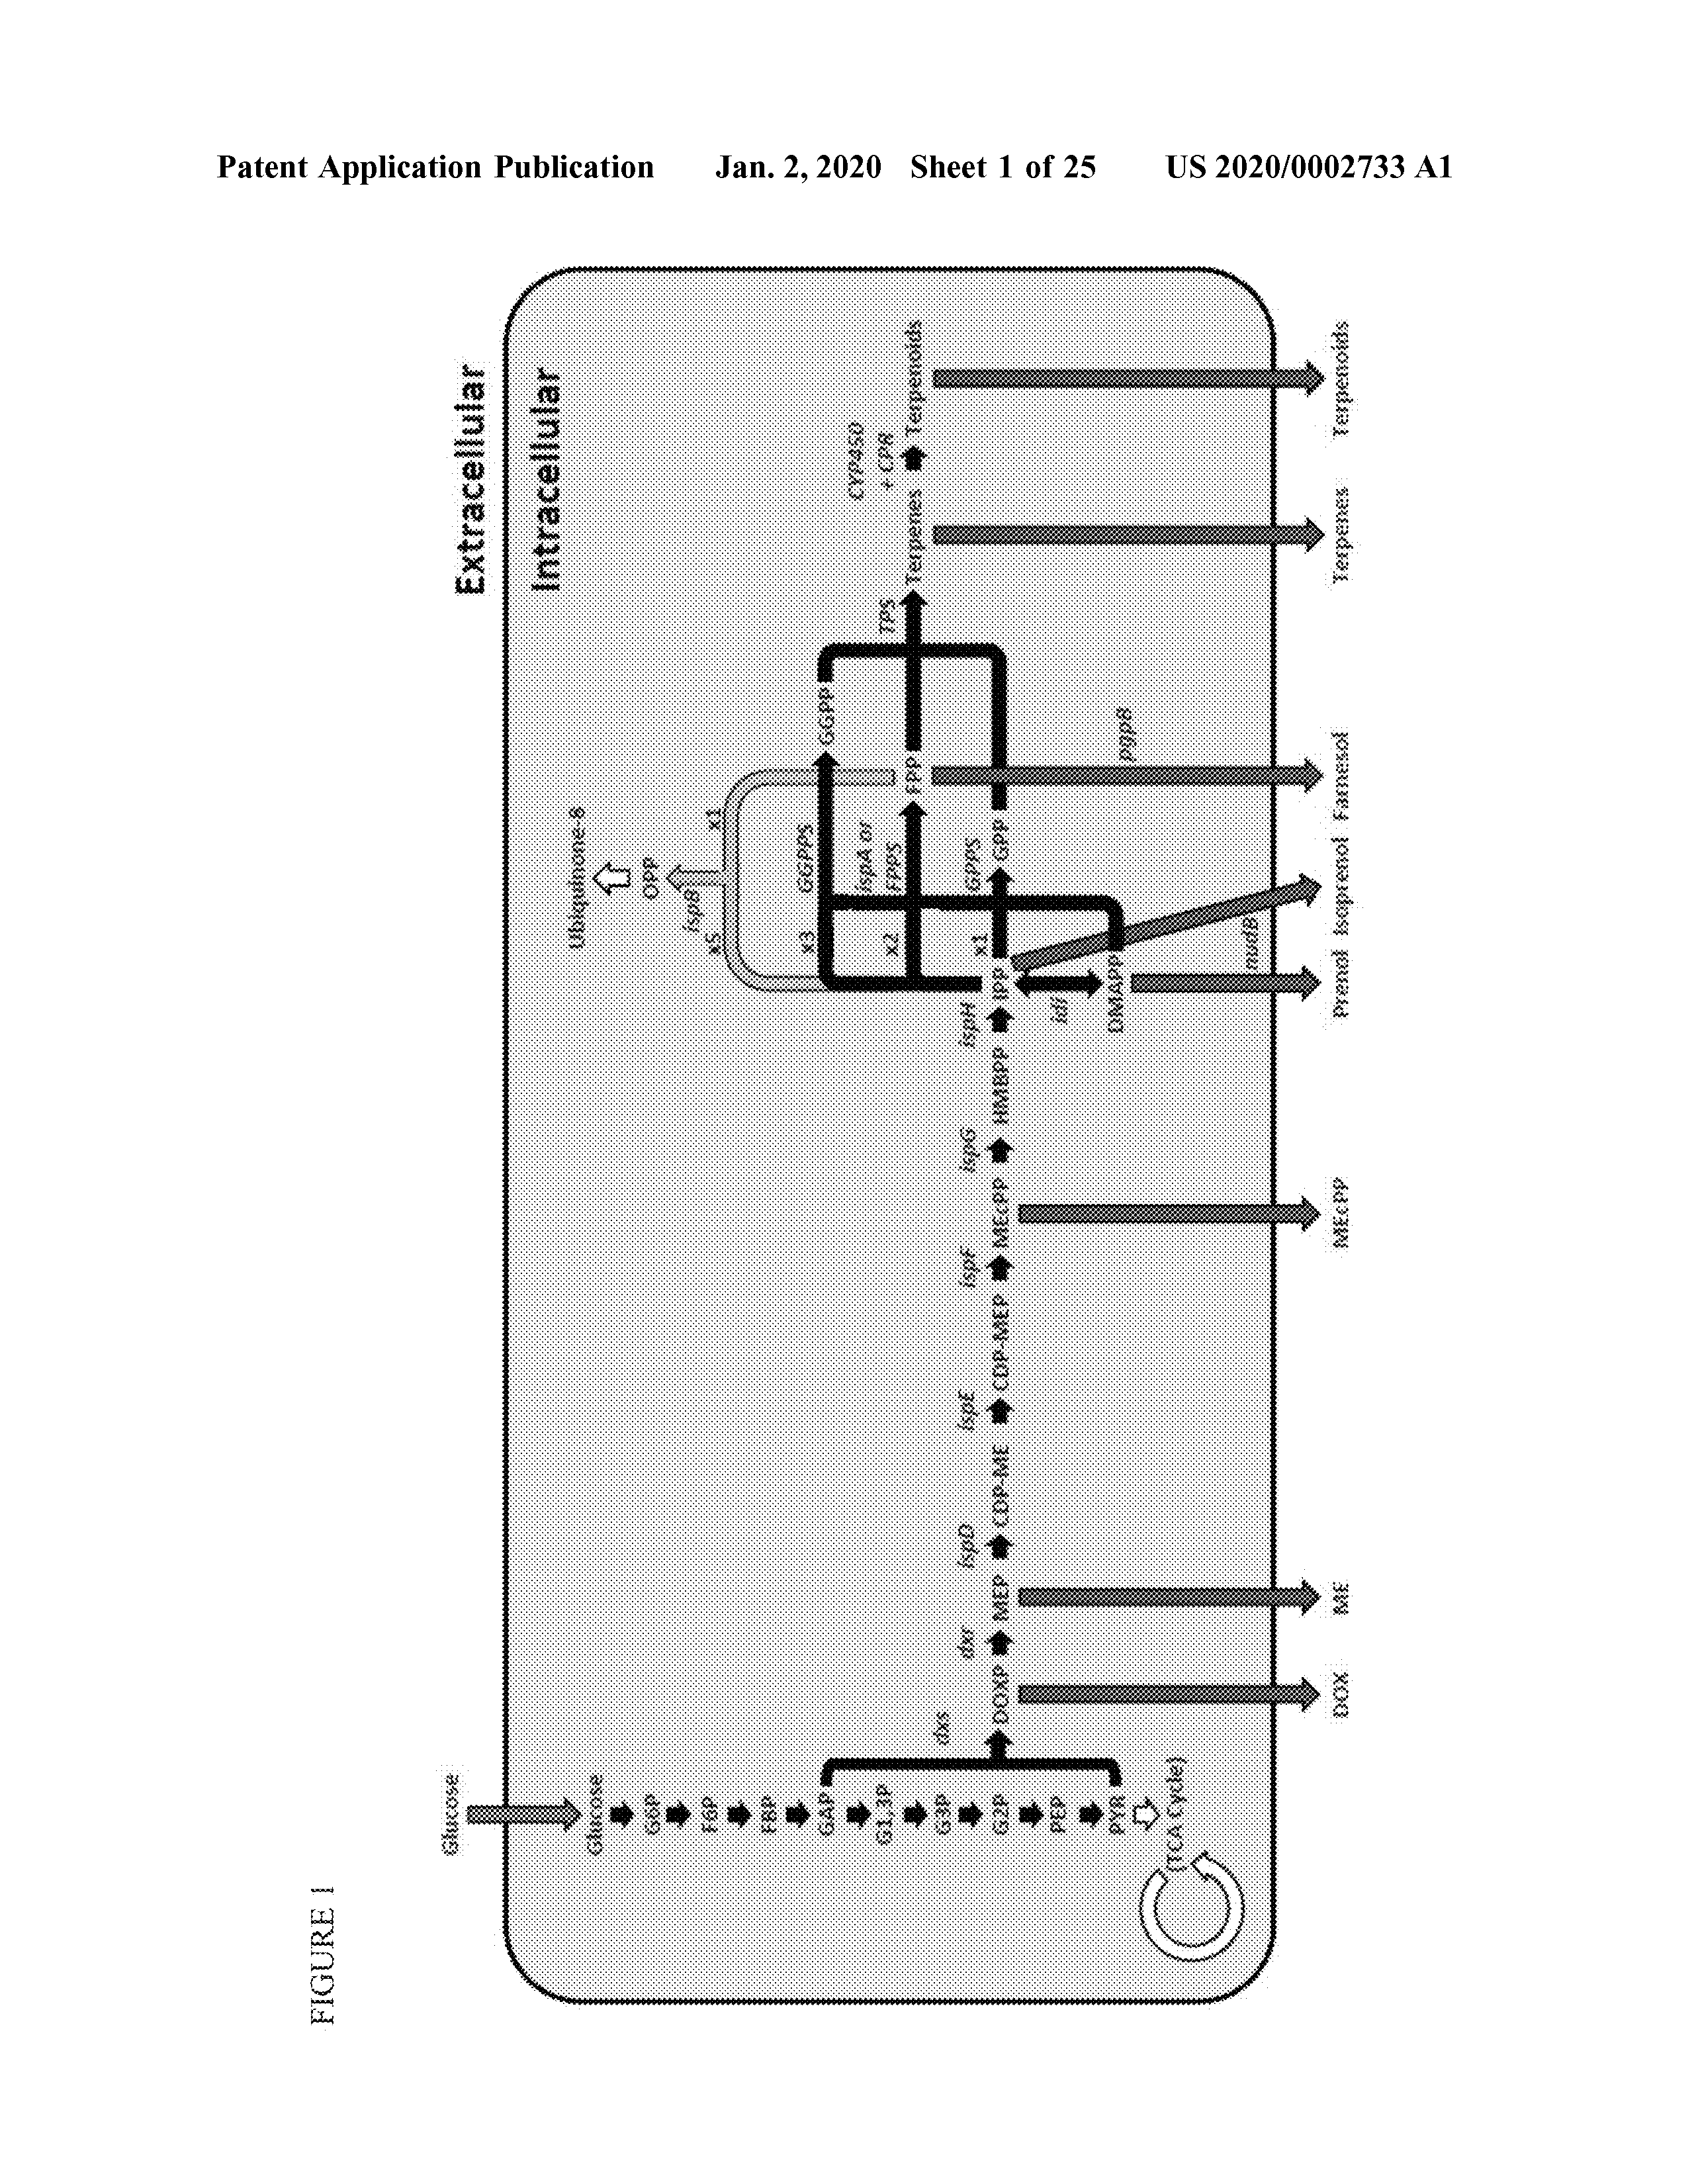 Patent Application Publication Jan. 2, 2020 Sheet 1 of 25 US 2020/0002733 A1
FIGURE 1
Extracellular
Intracellular
Glucose
Glucose
G6P
F6P
FBP
GAP
G1,3P
G3P
G2P
PEP
PYR
(TCA Cycle)
dxs
DOXP
dxr
MEP
ispD
CDP-ME
ispE
CDP-MEP
ispF
MEcPP
ispG
HMBPP
ispH
IPP
idi
DMAPP
x1
GPPS
GPP
x2
ispA or
FPPS
FPP
x3
GGPPS
GGPP
x5
ispB
x1
OPP
Ubiquinone-8
TPS
Terpenes
CYP450
+ CPR
Terpenoids
nudB
pgpB
DOX
ME
MEcPP
Prenol
Isoprenol
Farnesol
Terpenes
Terpenoids